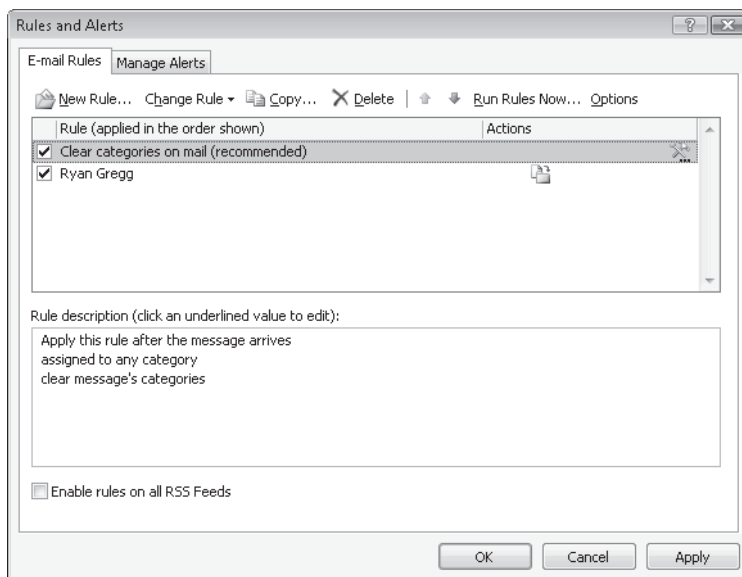 Rules and Alerts
E-mail Rules Manage Alerts
New Rule... Change Rule Copy... Delete Run Rules Now... Options
Rule (applied in the order shown) Actions
Clear categories on mail (recommended)
Ryan Gregg
Rule description (click an underlined value to edit):
Apply this rule after the message arrives
assigned to any category
clear message's categories
Enable rules on all RSS Feeds
OK Cancel Apply